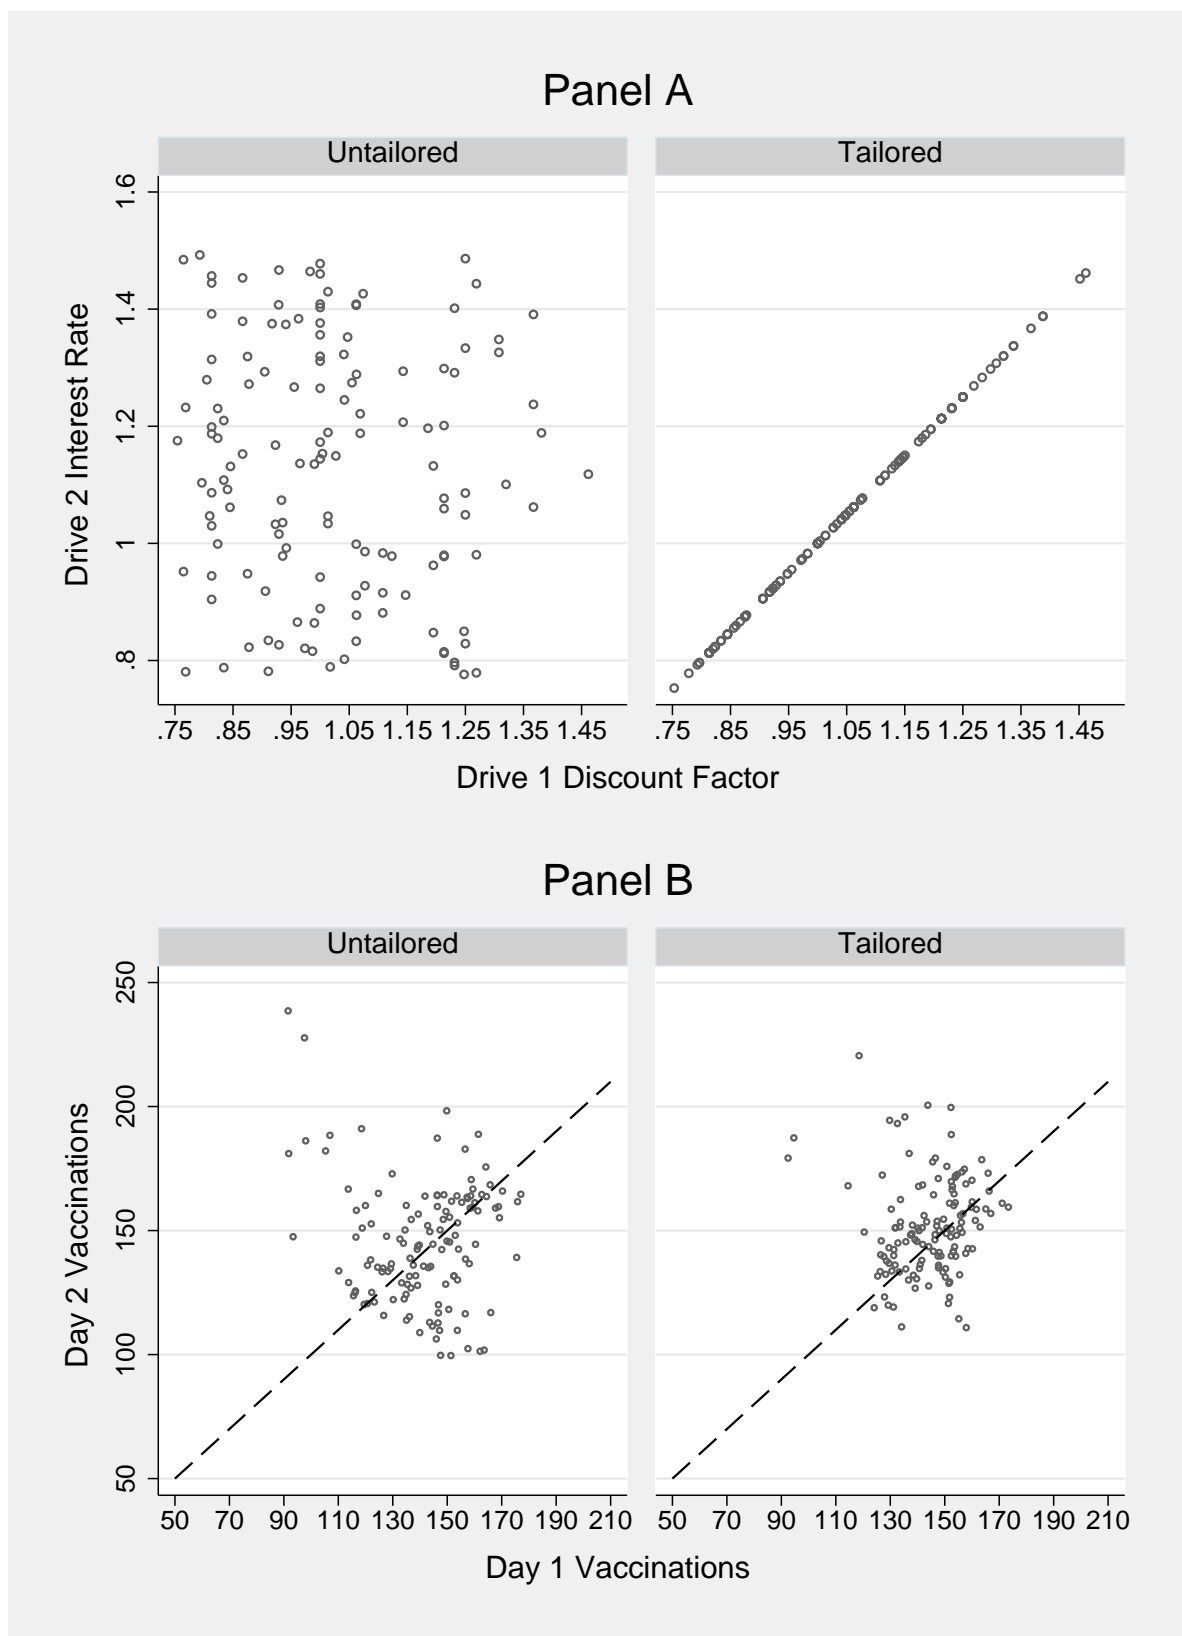 Panel A
Untailored Tailored
Drive 2 Interest Rate
1.6
1.4
1.2
1
.8
.75 .85 .95 1.05 1.15 1.25 1.35 1.45 .75 .85 .95 1.05 1.15 1.25 1.35 1.45
Drive 1 Discount Factor
Panel B
Untailored Tailored
Day 2 Vaccinations
250
200
150
100
50
50 70 90 110 130 150 170 190 210 50 70 90 110 130 150 170 190 210
Day 1 Vaccinations